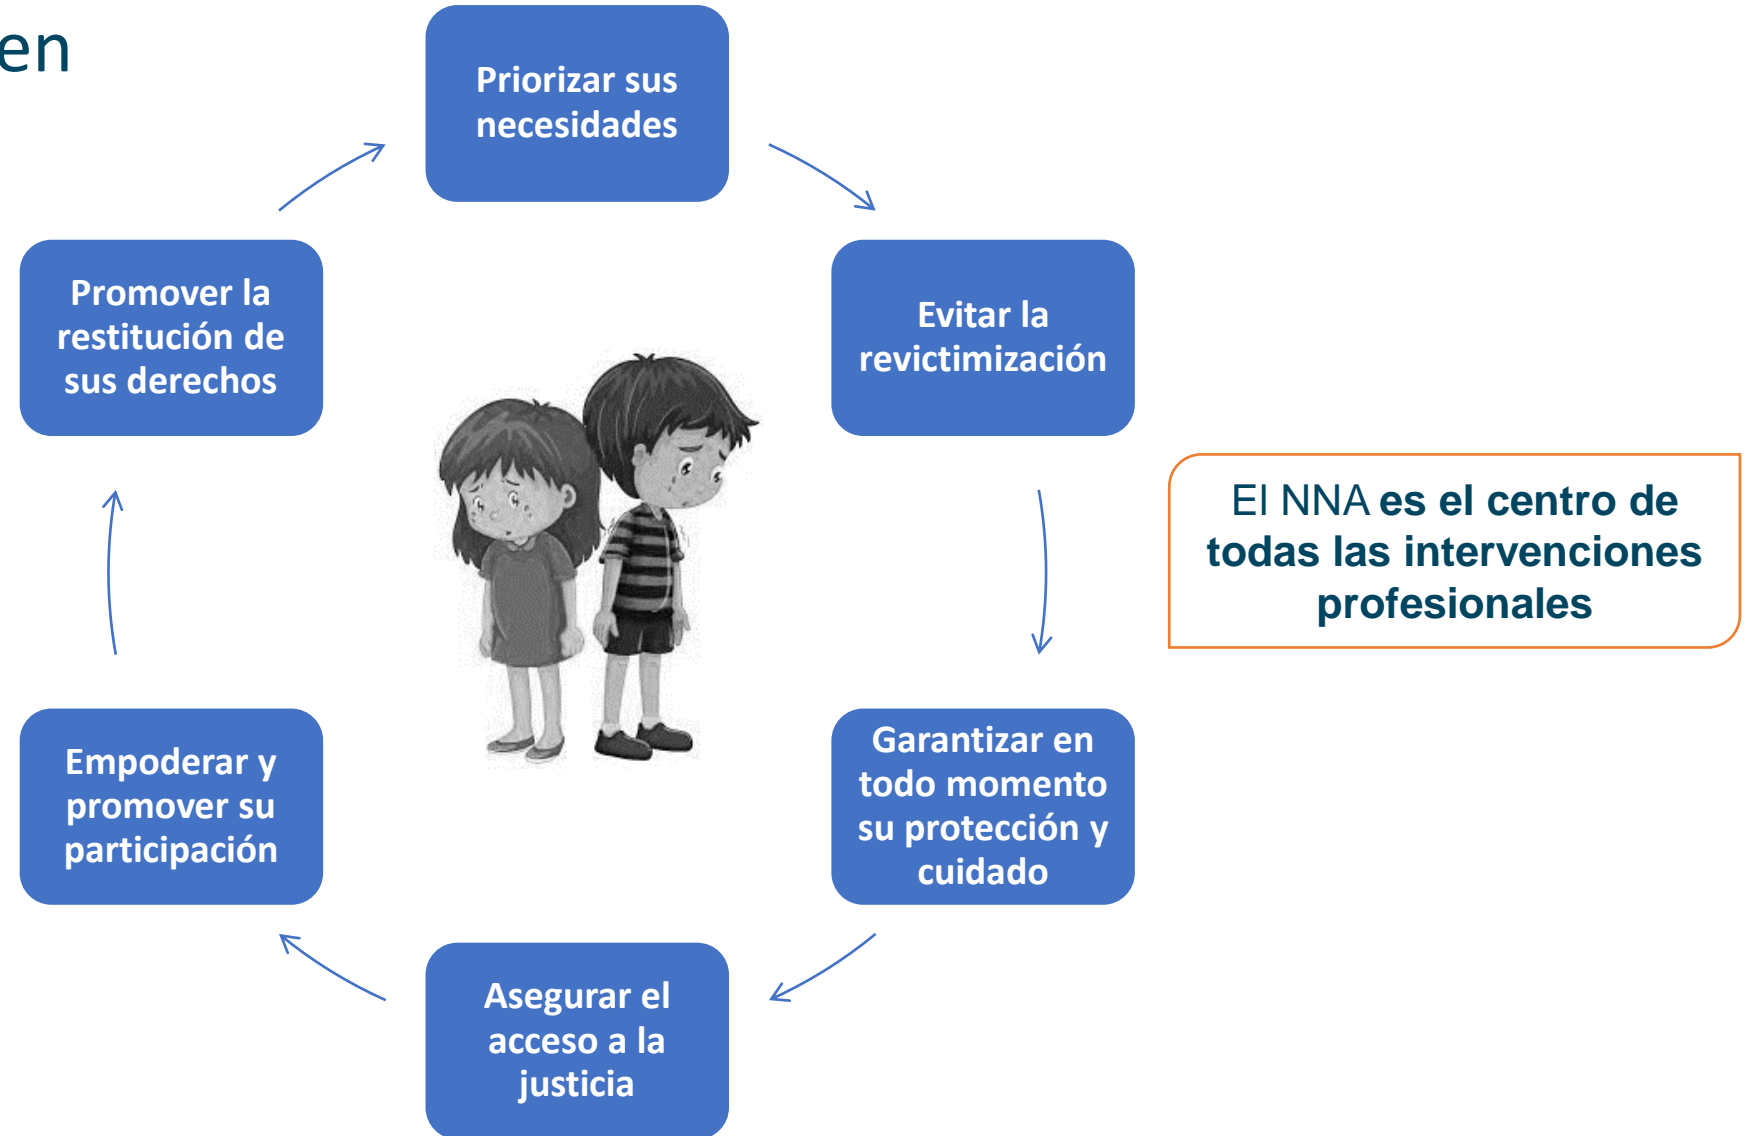 en
Priorizar sus
necesidades
Evitar la
revictimización
Garantizar en
todo momento
su protección y
cuidado
Asegurar el
acceso a la
justicia
Empoderar y
promover su
participación
Promover la
restitución de
sus derechos
El NNA es el centro de
todas las intervenciones
profesionales